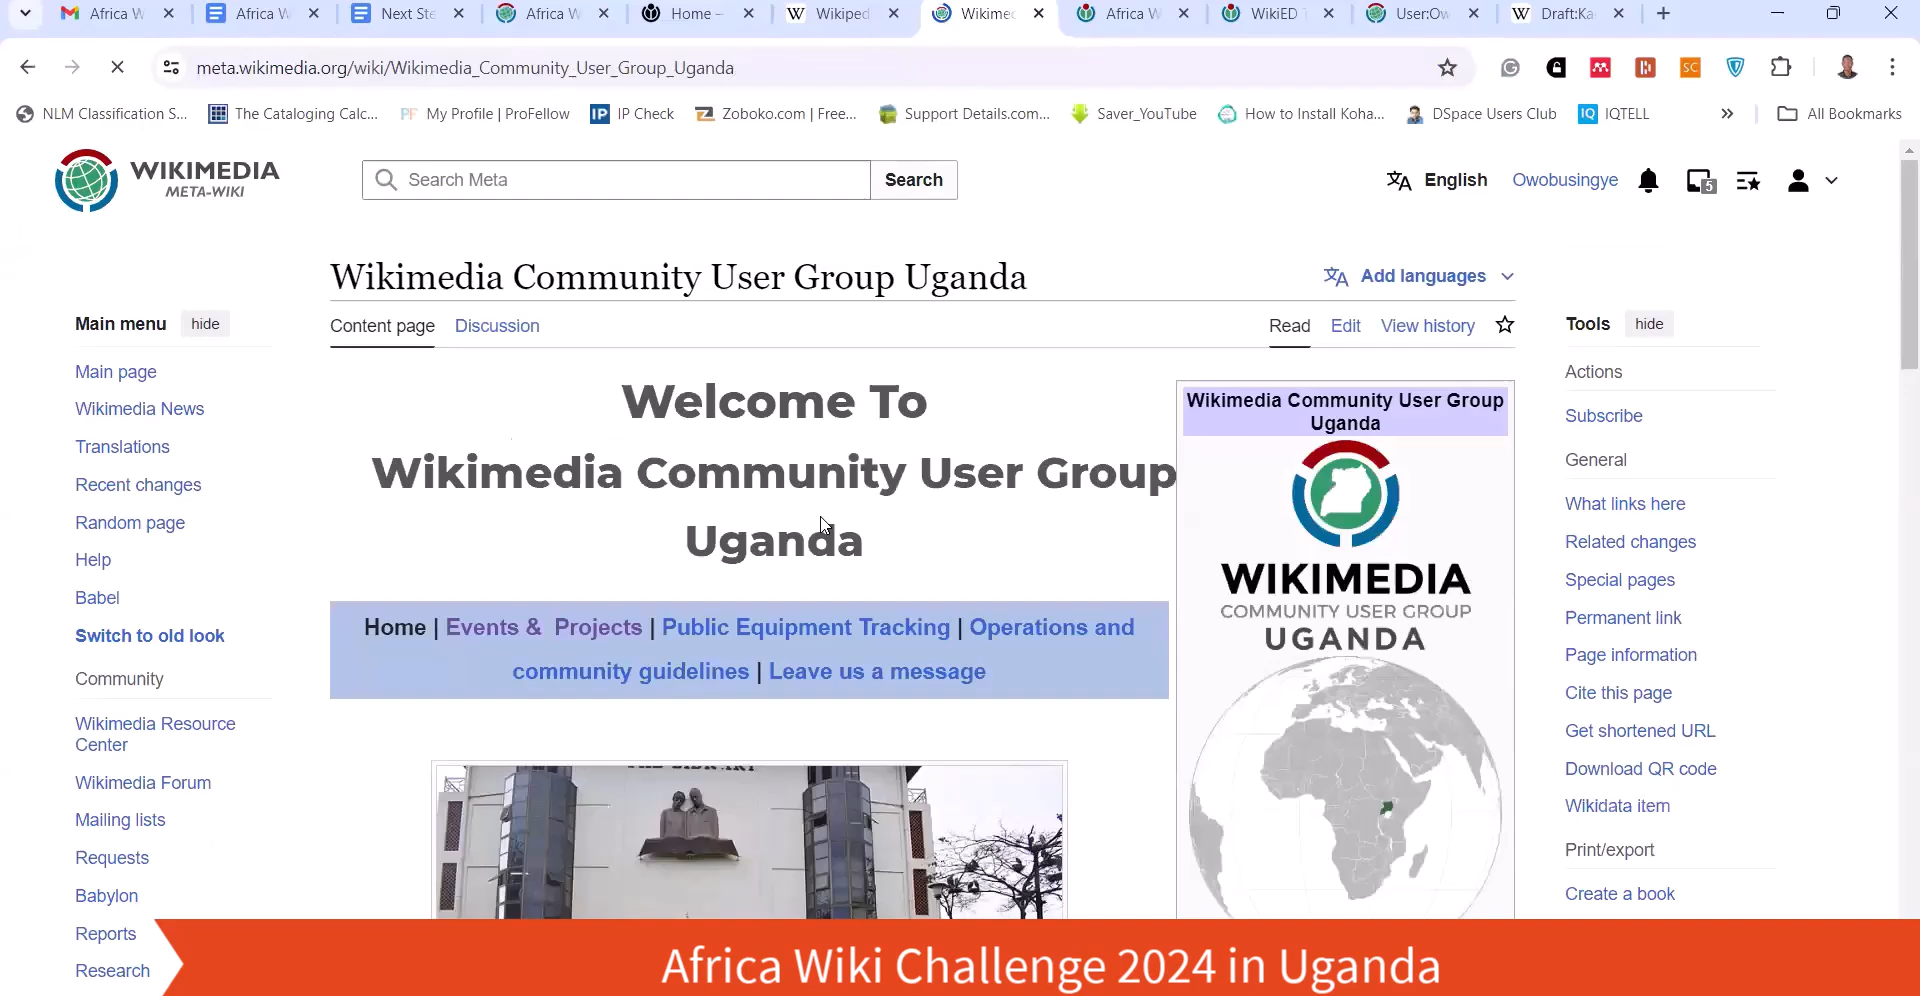 Africa W
Africa W
Next Ste
Africa W
Home –
Wikiped
Wikimed
Africa W
WikiED T
User:Ow
Draft:Ka
meta.wikimedia.org/wiki/Wikimedia_Community_User_Group_Uganda
NLM Classification S...
The Cataloging Calc...
PF My Profile | ProFellow
IP IP Check
Zoboko.com | Free...
Support Details.com...
Saver_YouTube
How to Install Koha...
DSpace Users Club
IQ IQTELL
All Bookmarks
WIKIMEDIA
META-WIKI
Search Meta
Search
English
Owobusingye
5
Wikimedia Community User Group Uganda
Add languages
Main menu hide
Content page Discussion
Read Edit View history
Tools hide
Main page
Wikimedia News
Translations
Recent changes
Random page
Help
Babel
Switch to old look
Community
Wikimedia Resource
Center
Wikimedia Forum
Mailing lists
Requests
Babylon
Reports
Research
Welcome To
Wikimedia Community User Group
Uganda
Home | Events & Projects | Public Equipment Tracking | Operations and
community guidelines | Leave us a message
Wikimedia Community User Group
Uganda
WIKIMEDIA
COMMUNITY USER GROUP
UGANDA
Actions
Subscribe
General
What links here
Related changes
Special pages
Permanent link
Page information
Cite this page
Get shortened URL
Download QR code
Wikidata item
Print/export
Create a book
Africa Wiki Challenge 2024 in Uganda